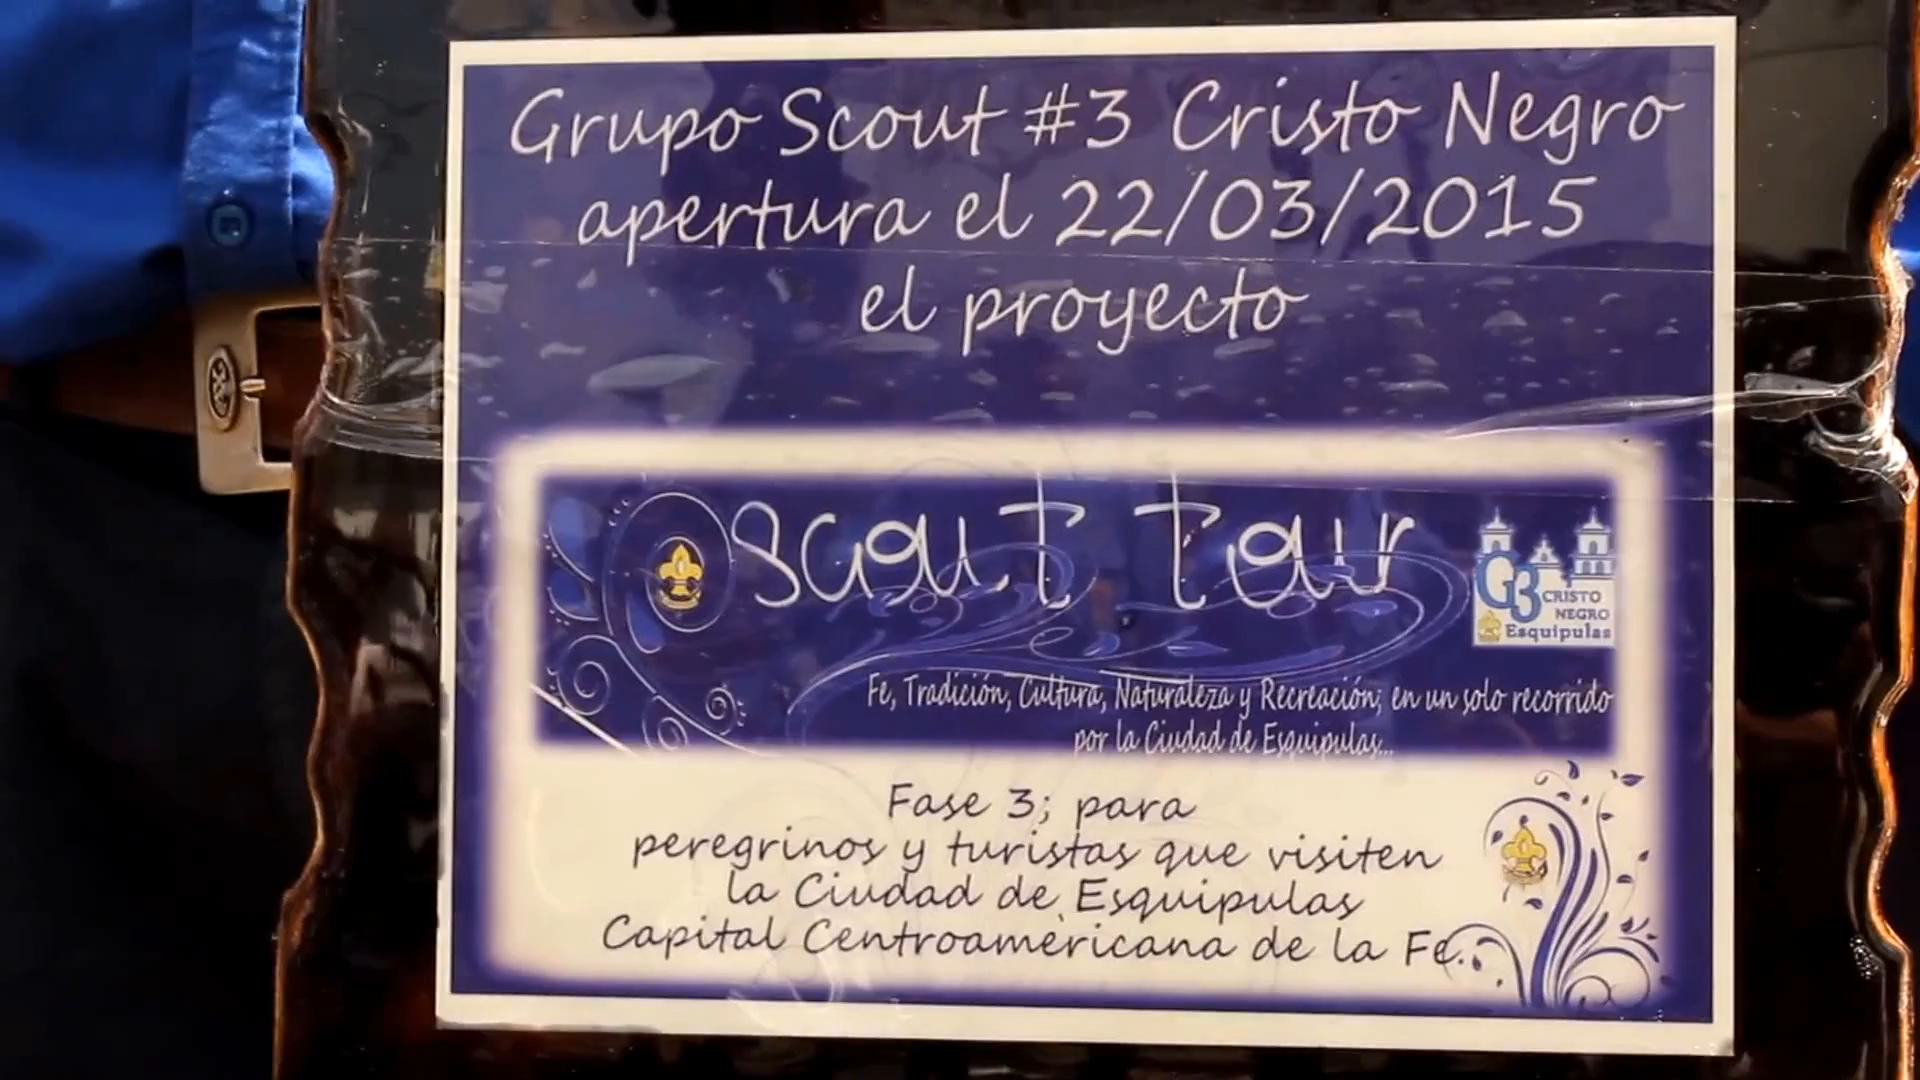 Grupo Scout #3 Cristo Negro
apertura el 22/03/2015
el proyecto
scout tour
G3
CRISTO
NEGRO
Esquipulas
Fe, Tradición, Cultura, Naturaleza y Recreación; en un solo recorrido
por la Ciudad de Esquipulas...
Fase 3; para
peregrinos y turistas que visiten
la Ciudad de Esquipulas
Capital Centroamericana de la Fe.